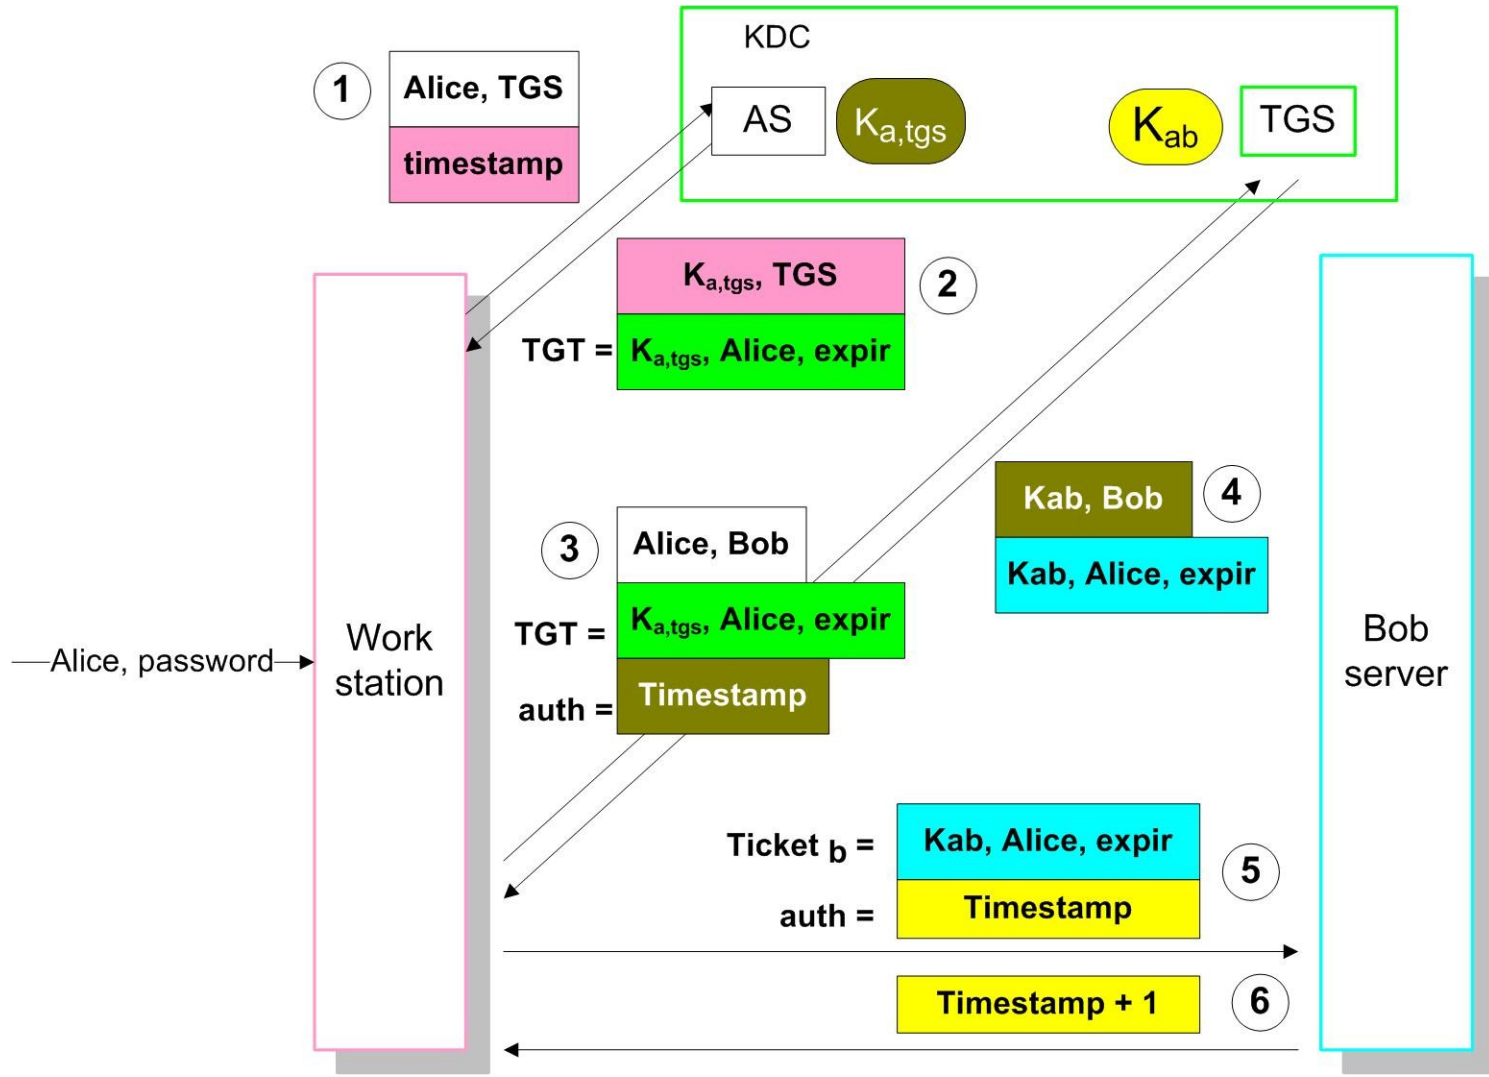 KDC
1
Alice, TGS
timestamp
AS
Ka,tgs
Kab
TGS
Ka,tgs, TGS
2
TGT =
Ka,tgs, Alice, expir
Kab, Bob
4
Kab, Alice, expir
3
Alice, Bob
TGT =
Ka,tgs, Alice, expir
auth =
Timestamp
Alice, password
Work
station
Bob
server
Ticket b =
Kab, Alice, expir
5
auth =
Timestamp
Timestamp + 1
6